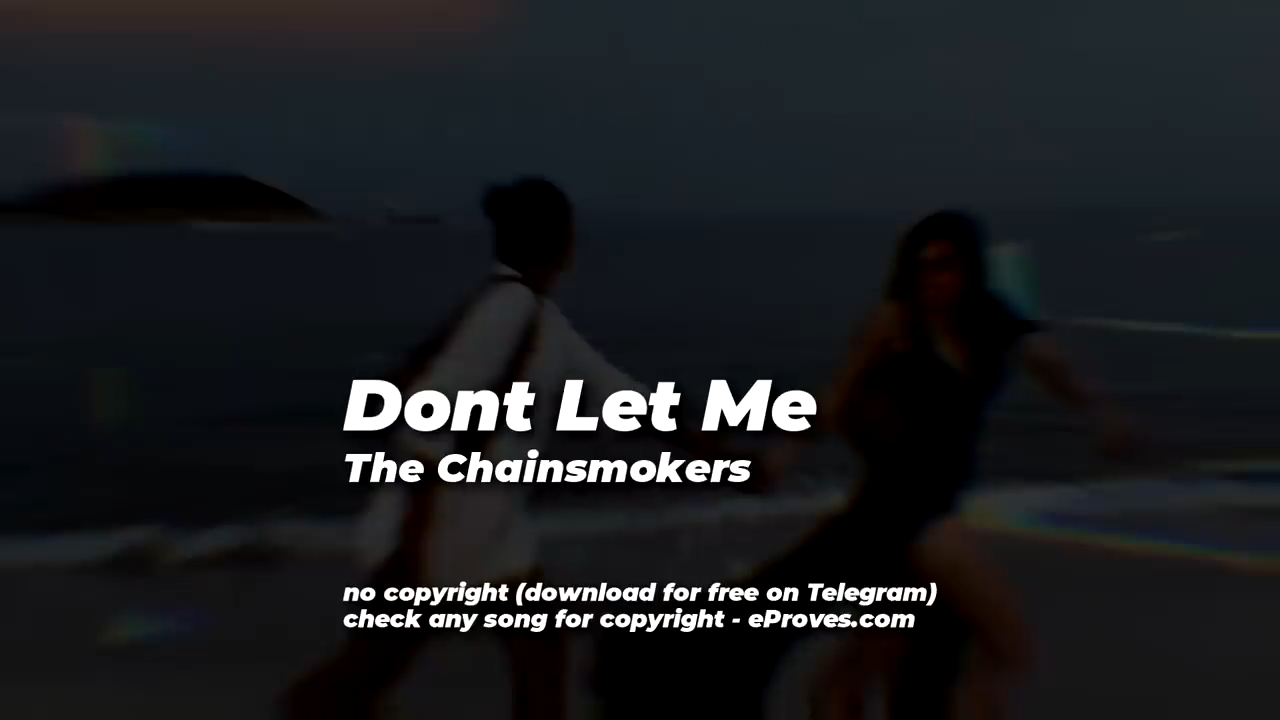 Dont Let Me
The Chainsmokers
no copyright (download for free on Telegram)
check any song for copyright - eProves.com